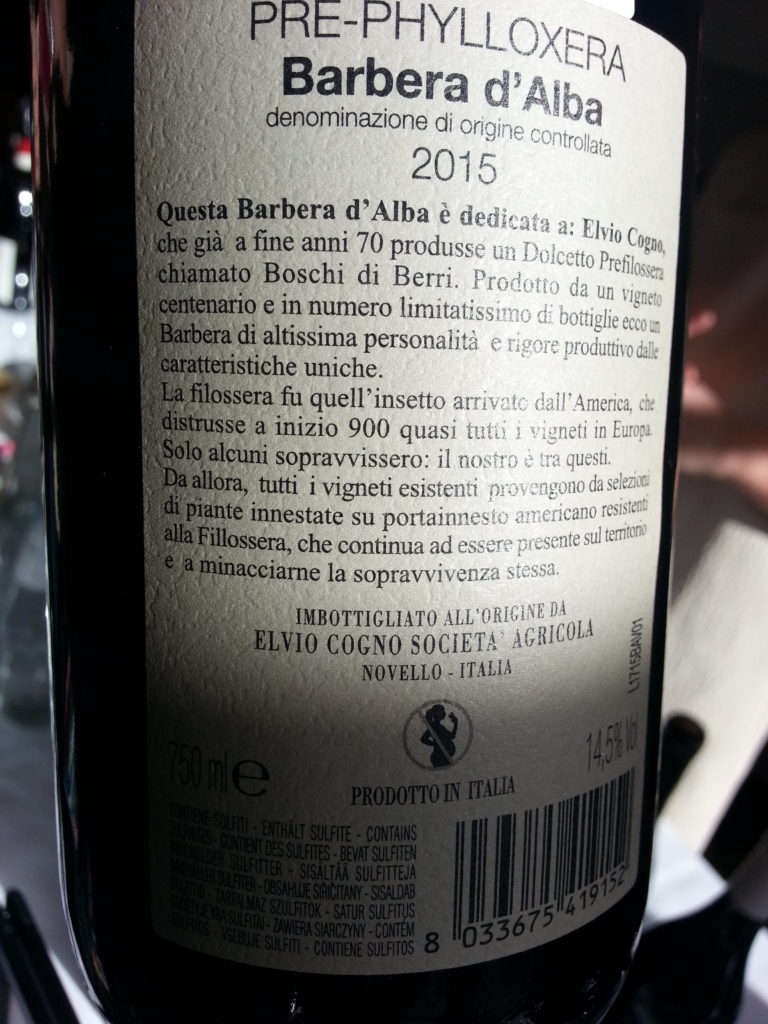 PRE-PHYLLOXERA
Barbera d'Alba
denominazione di origine controllata
2015
Questa Barbera d'Alba è dedicata a: Elvio Cogno,
che già a fine anni 70 produsse un Dolcetto Prefilossera
chiamato Boschi di Berri. Prodotto da un vigneto
centenario e in numero limitatissimo di bottiglie ecco un
Barbera di altissima personalità e rigore produttivo dalle
caratteristiche uniche.
La filossera fu quell'insetto arrivato dall'America, che
distrusse a inizio 900 quasi tutti i vigneti in Europa.
Solo alcuni sopravvissero: il nostro è tra questi.
Da allora, tutti i vigneti esistenti provengono da selezioni
di piante innestate su portainnesto americano resistenti
alla Fillossera, che continua ad essere presente sul territorio
e a minacciarne la sopravvivenza stessa.
IMBOTTIGLIATO ALL'ORIGINE DA
ELVIO COGNO SOCIETA' AGRICOLA
NOVELLO - ITALIA
L1715BAV01
750 ml e
14,5% Vol
PRODOTTO IN ITALIA
CONTIENE SOLFITI - ENTHÄLT SULFITE - CONTAINS
SULPHITES - CONTIENT DES SULFITES - BEVAT SULFIETEN
INDEHOLDER SULFITTER - SISÄLTÄÄ SULFITTEJA
INNEHÅLLER SULFITER - OBSAHUJE SIŘIČITANY - SISALDAB
SULFITID - TARTALMAZ SZULFITOK - SATUR SULFITUS
SUDĖTYJE YRA SULFITAI - ZAWIERA SIARCZYNY - CONTÉM
SULFITOS - VSEBUJE SULFITI - CONTIENE SULFITOS
8 033675 419152